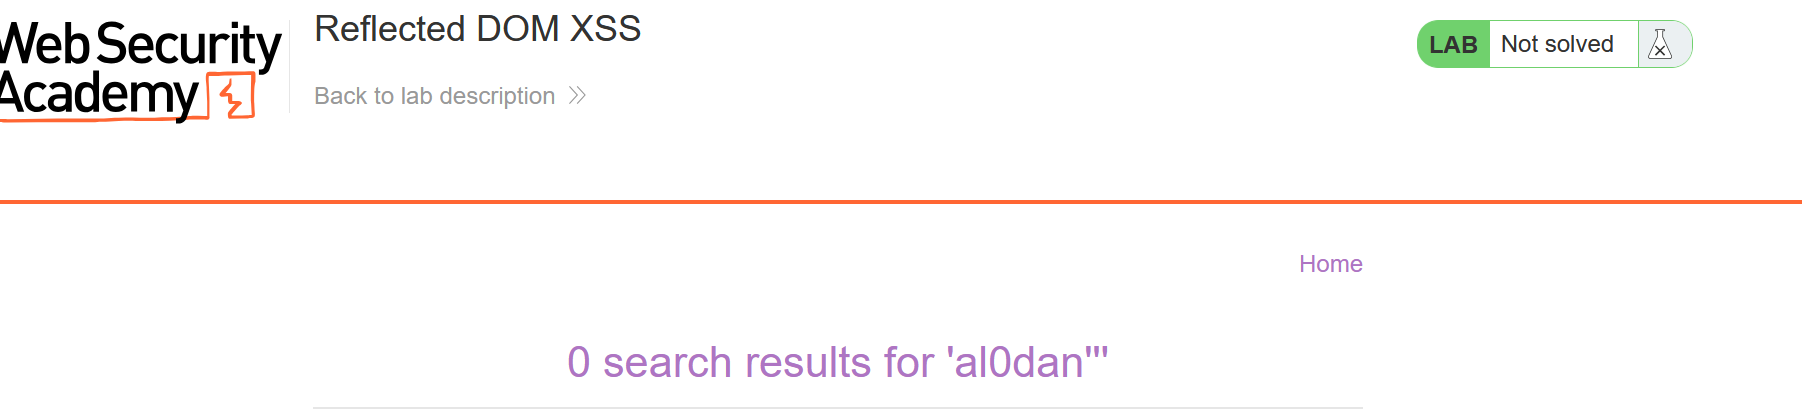 Web Security
Academy
Reflected DOM XSS
Back to lab description
LAB Not solved
Home
0 search results for 'al0dan'''